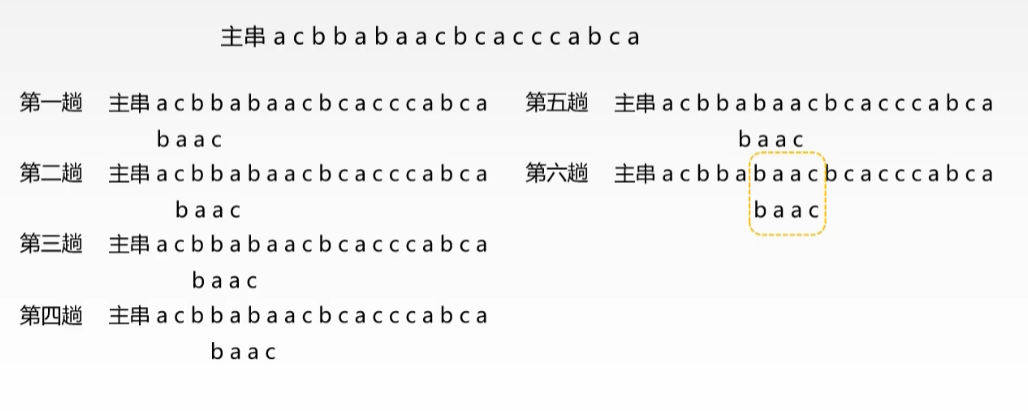 主串 a c b b a b a a c b c a c c c a b c a
第一趟 主串 a c b b a b a a c b c a c c c a b c a
b a a c
第二趟 主串 a c b b a b a a c b c a c c c a b c a
b a a c
第三趟 主串 a c b b a b a a c b c a c c c a b c a
b a a c
第四趟 主串 a c b b a b a a c b c a c c c a b c a
b a a c
第五趟 主串 a c b b a b a a c b c a c c c a b c a
b a a c
第六趟 主串 a c b b a b a a c b c a c c c a b c a
b a a c